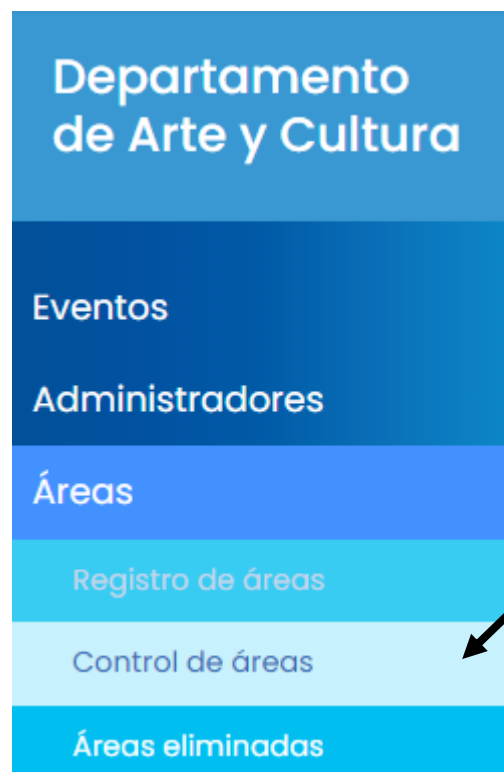 Departamento
de Arte y Cultura
Eventos
Administradores
Áreas
Registro de áreas
Control de áreas
Áreas eliminadas